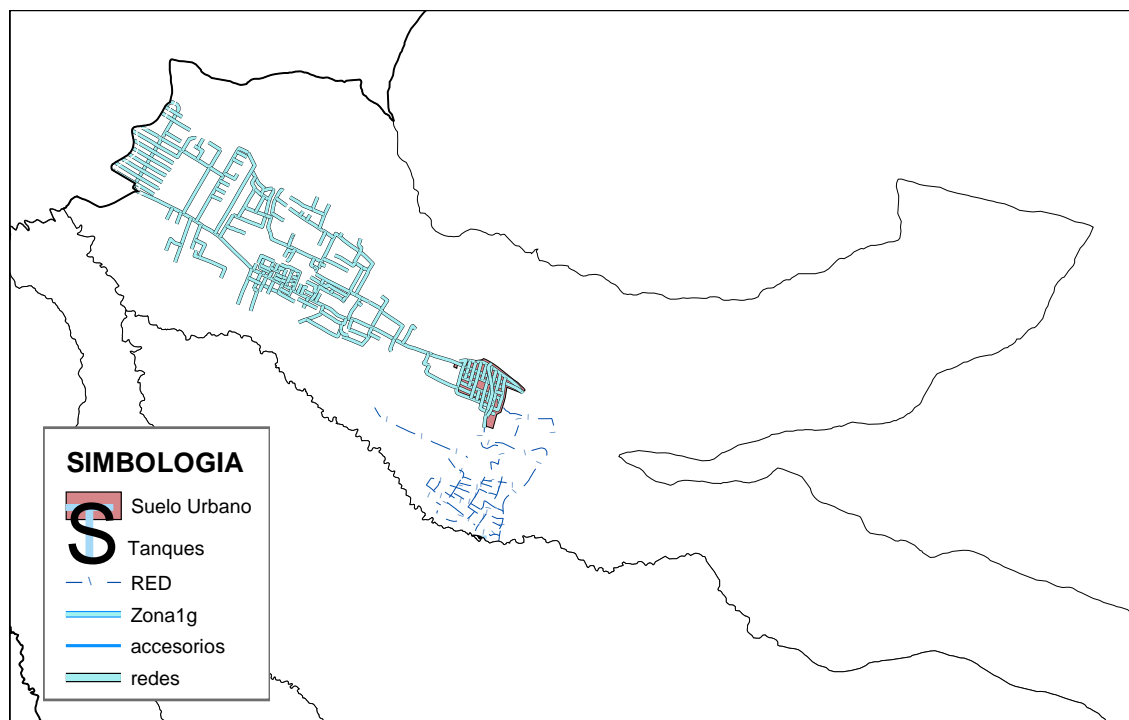 SIMBOLOGIA
Suelo Urbano
S
Tanques
RED
Zona1g
accesorios
redes